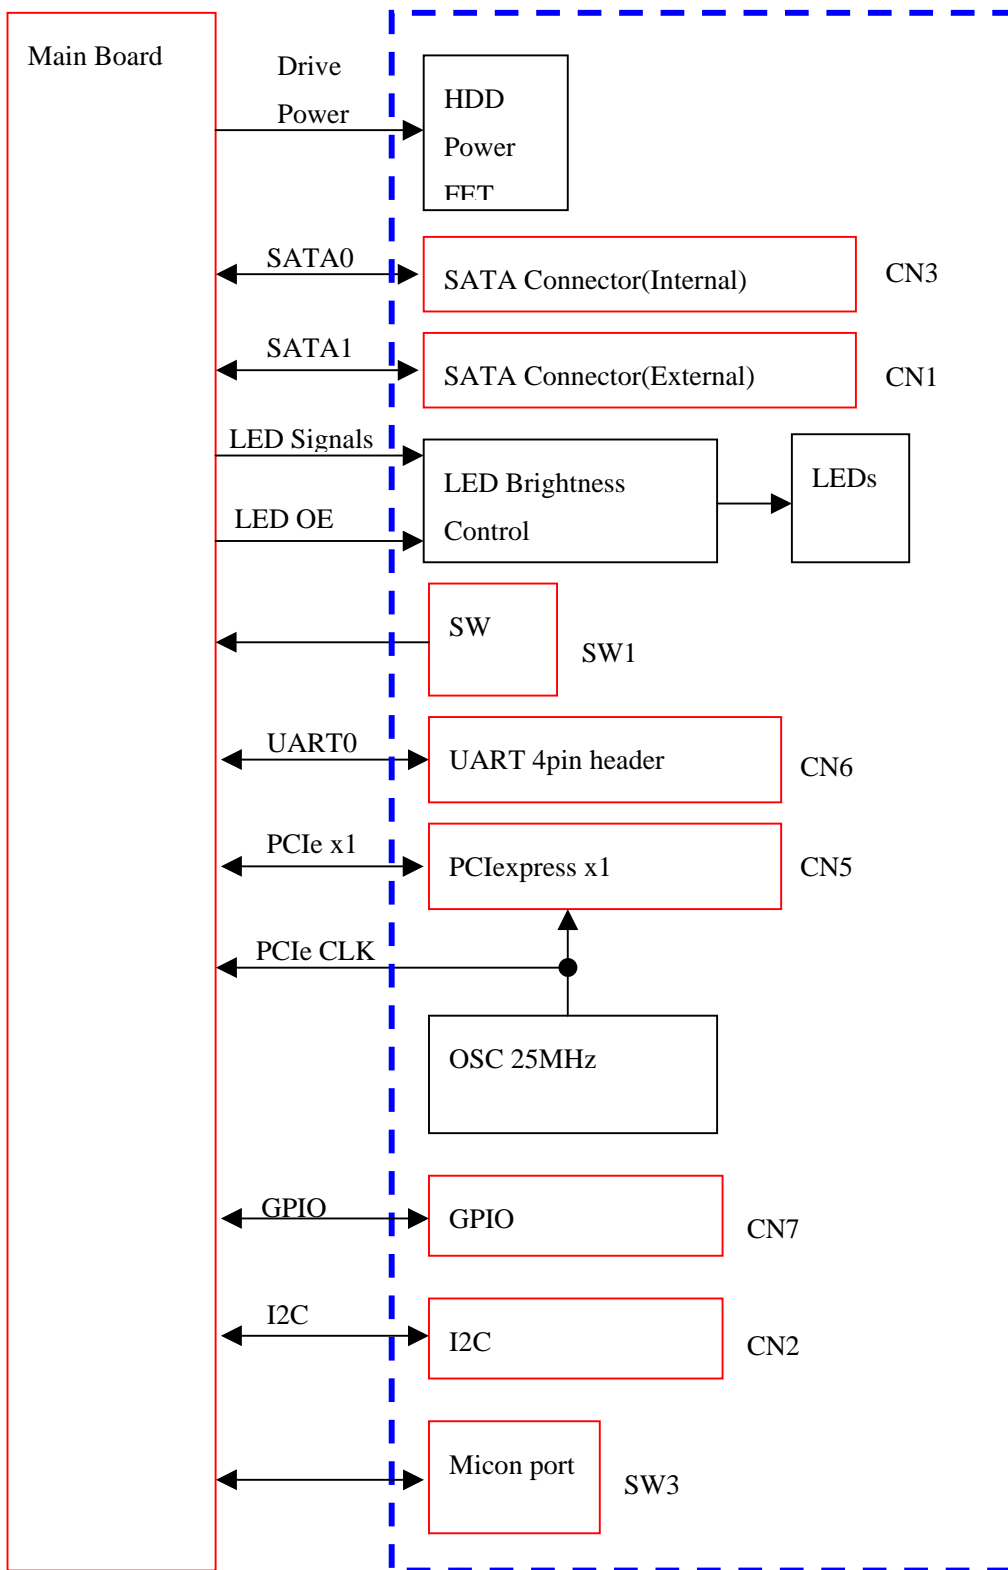 Main Board
Drive
Power
HDD
Power
FET
SATA0
SATA Connector(Internal)
CN3
SATA1
SATA Connector(External)
CN1
LED Signals
LED OE
LED Brightness
Control
LEDs
SW
SW1
UART0
UART 4pin header
CN6
PCIe x1
PCIexpress x1
CN5
PCIe CLK
OSC 25MHz
GPIO
GPIO
CN7
I2C
I2C
CN2
Micon port
SW3